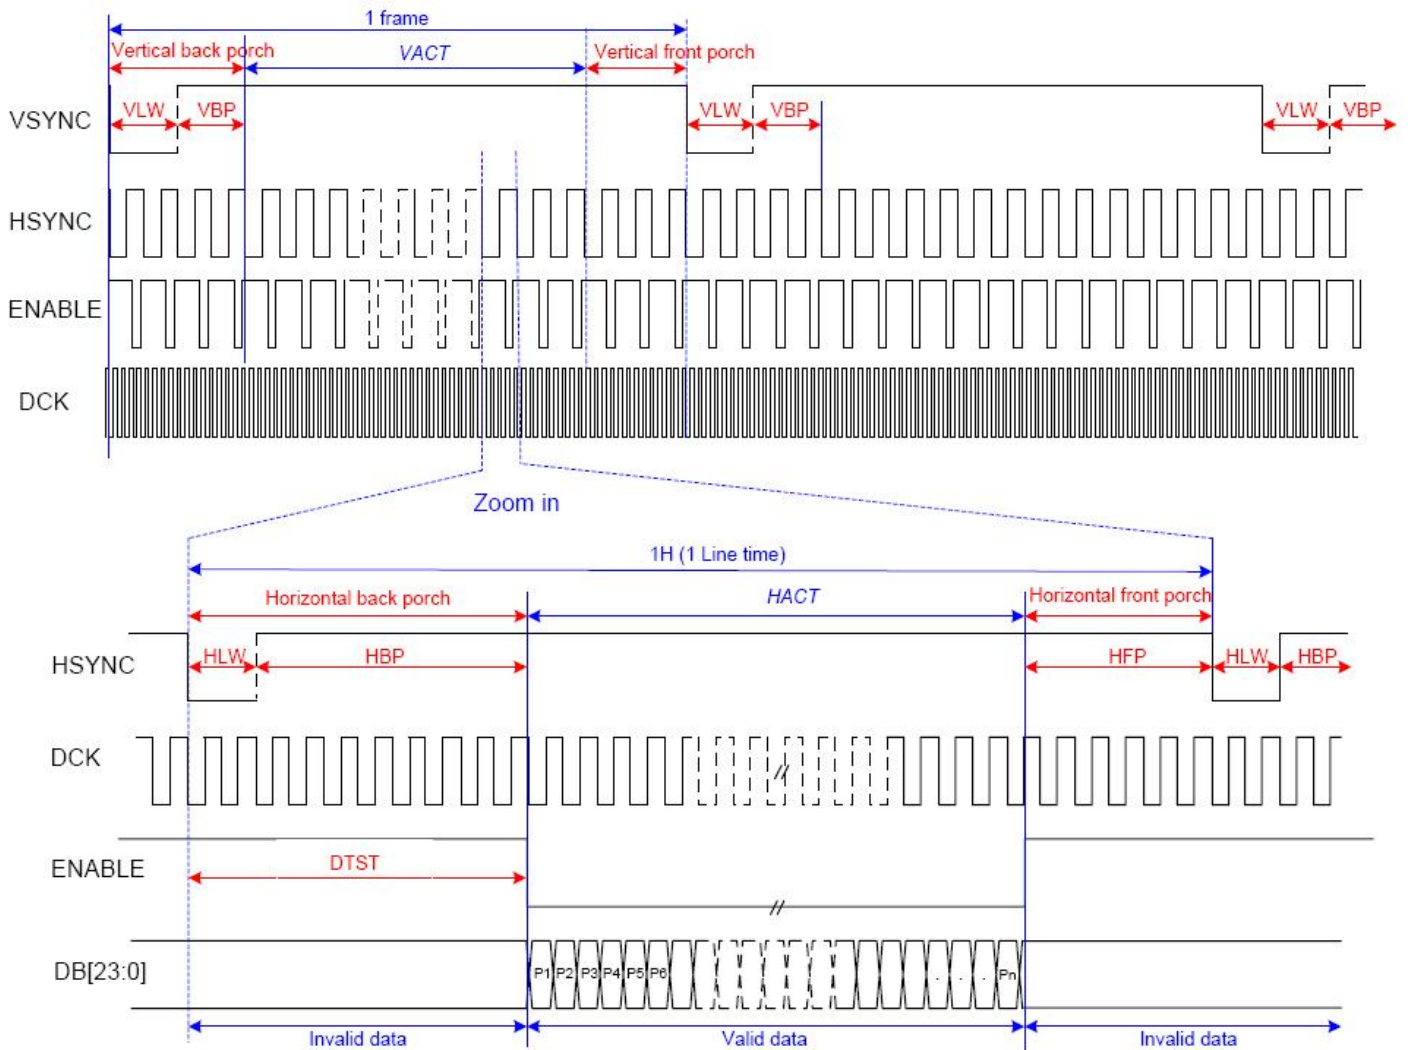 1 frame
Vertical back porch
VACT
Vertical front porch
VSYNC
VLW
VBP
VLW
VBP
VLW
VBP
HSYNC
ENABLE
DCK
Zoom in
1H (1 Line time)
Horizontal back porch
HACT
Horizontal front porch
HSYNC
HLW
HBP
HFP
HLW
HBP
DCK
//
ENABLE
DTST
//
DB[23:0]
P1 P2 P3 P4 P5 P6 . . . Pn
Invalid data
Valid data
Invalid data